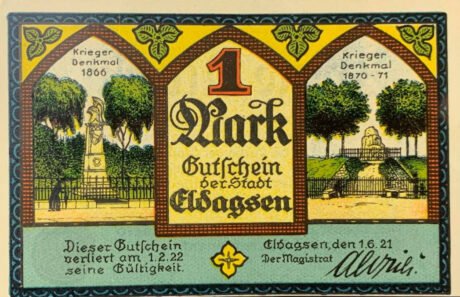 Krieger
Denkmal
1866
1
Mark
Gutschein
der Stadt
Eldagsen
Krieger
Denkmal
1870-71
Dieser Gutschein
verliert am 1.2.22
seine Gültigkeit.
Eldagsen, den 1.6.21
Der Magistrat